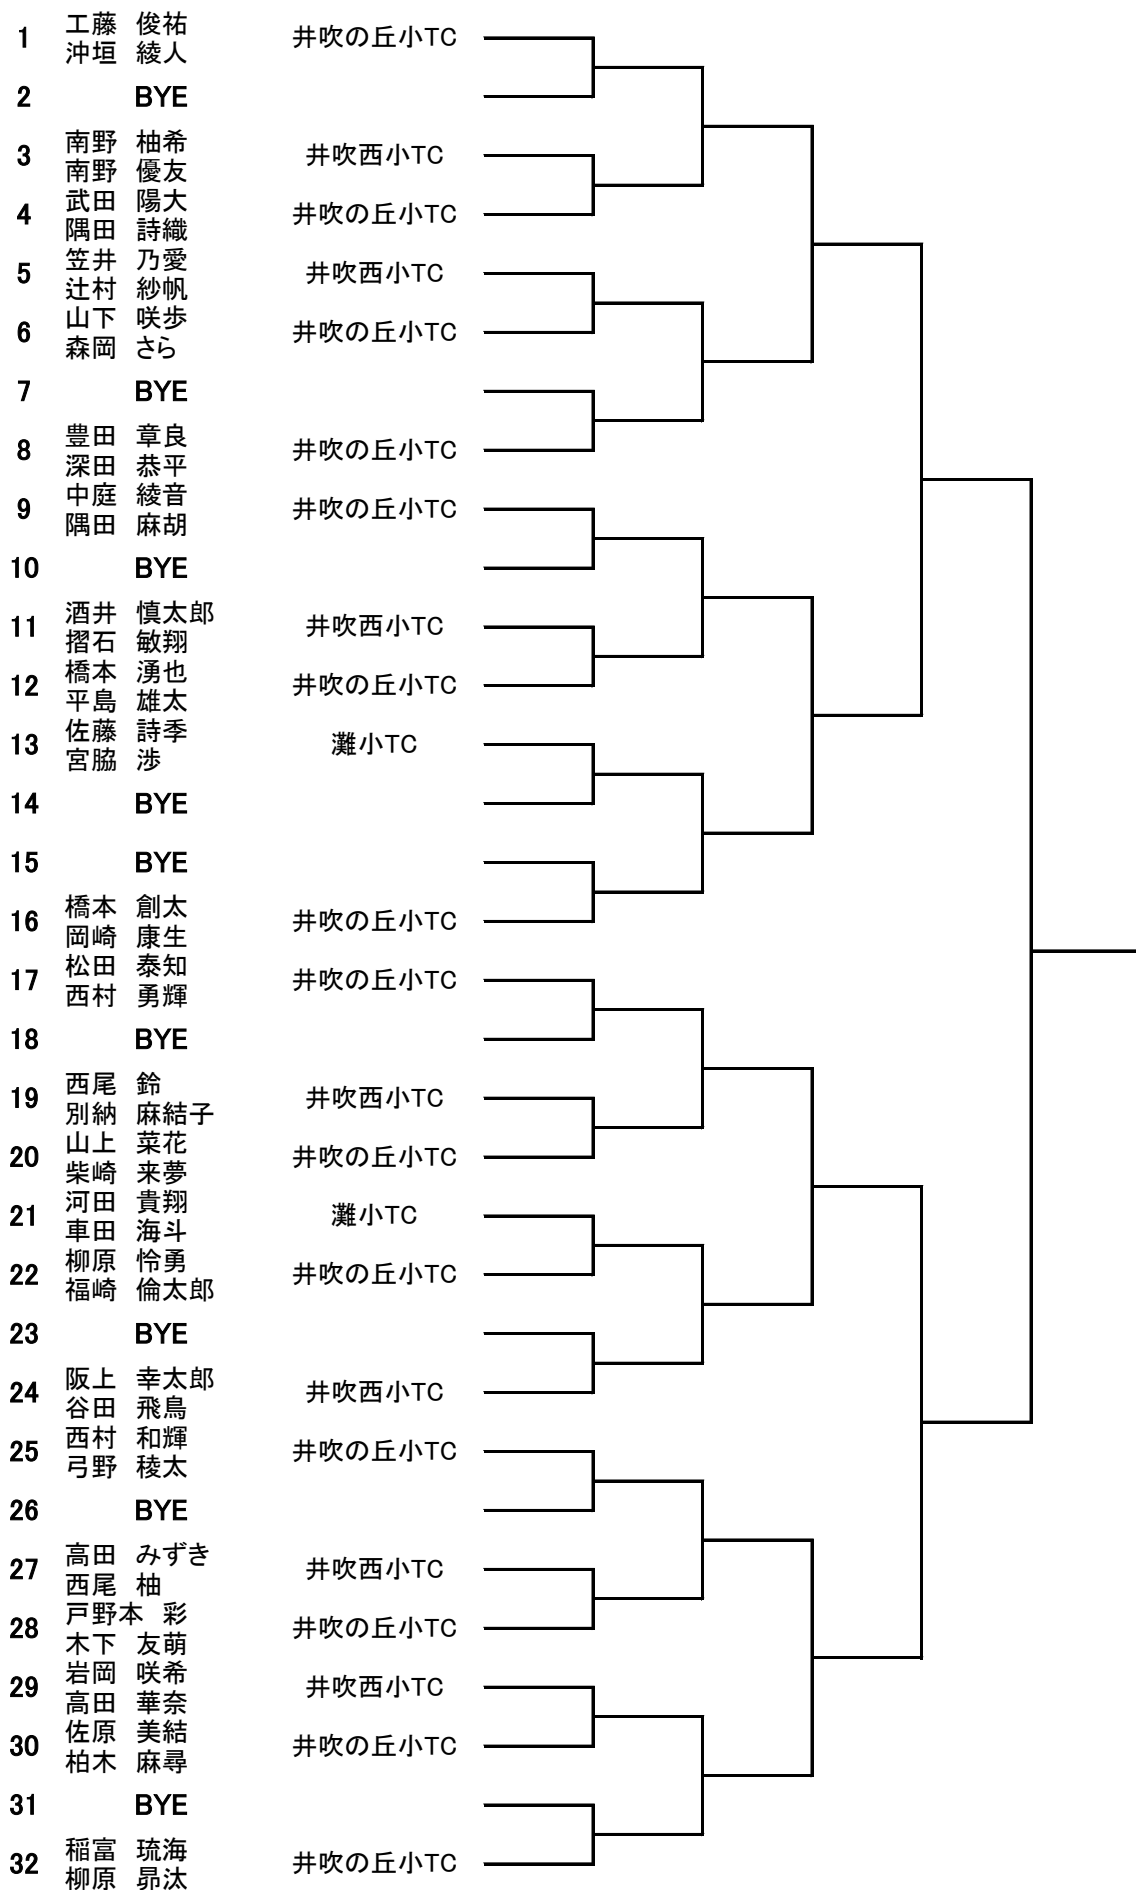 1 工藤 俊祐 井吹の丘小TC
沖垣 綾人
2 BYE
3 南野 柚希 井吹西小TC
南野 優友
4 武田 陽大 井吹の丘小TC
隅田 詩織
5 笠井 乃愛 井吹西小TC
辻村 紗帆
6 山下 咲歩 井吹の丘小TC
森岡 さら
7 BYE
8 豊田 章良 井吹の丘小TC
深田 恭平
9 中庭 綾音 井吹の丘小TC
隅田 麻胡
10 BYE
11 酒井 慎太郎 井吹西小TC
摺石 敏翔
12 橋本 湧也 井吹の丘小TC
平島 雄太
13 佐藤 詩季 灘小TC
宮脇 渉
14 BYE
15 BYE
16 橋本 創太 井吹の丘小TC
岡崎 康生
17 松田 泰知 井吹の丘小TC
西村 勇輝
18 BYE
19 西尾 鈴 井吹西小TC
別納 麻結子
20 山上 菜花 井吹の丘小TC
柴崎 来夢
21 河田 貴翔 灘小TC
車田 海斗
22 柳原 怜勇 井吹の丘小TC
福崎 倫太郎
23 BYE
24 阪上 幸太郎 井吹西小TC
谷田 飛鳥
25 西村 和輝 井吹の丘小TC
弓野 稜太
26 BYE
27 高田 みずき 井吹西小TC
西尾 柚
28 戸野本 彩 井吹の丘小TC
木下 友萌
29 岩岡 咲希 井吹西小TC
高田 華奈
30 佐原 美結 井吹の丘小TC
柏木 麻尋
31 BYE
32 稲富 琉海 井吹の丘小TC
柳原 昴汰